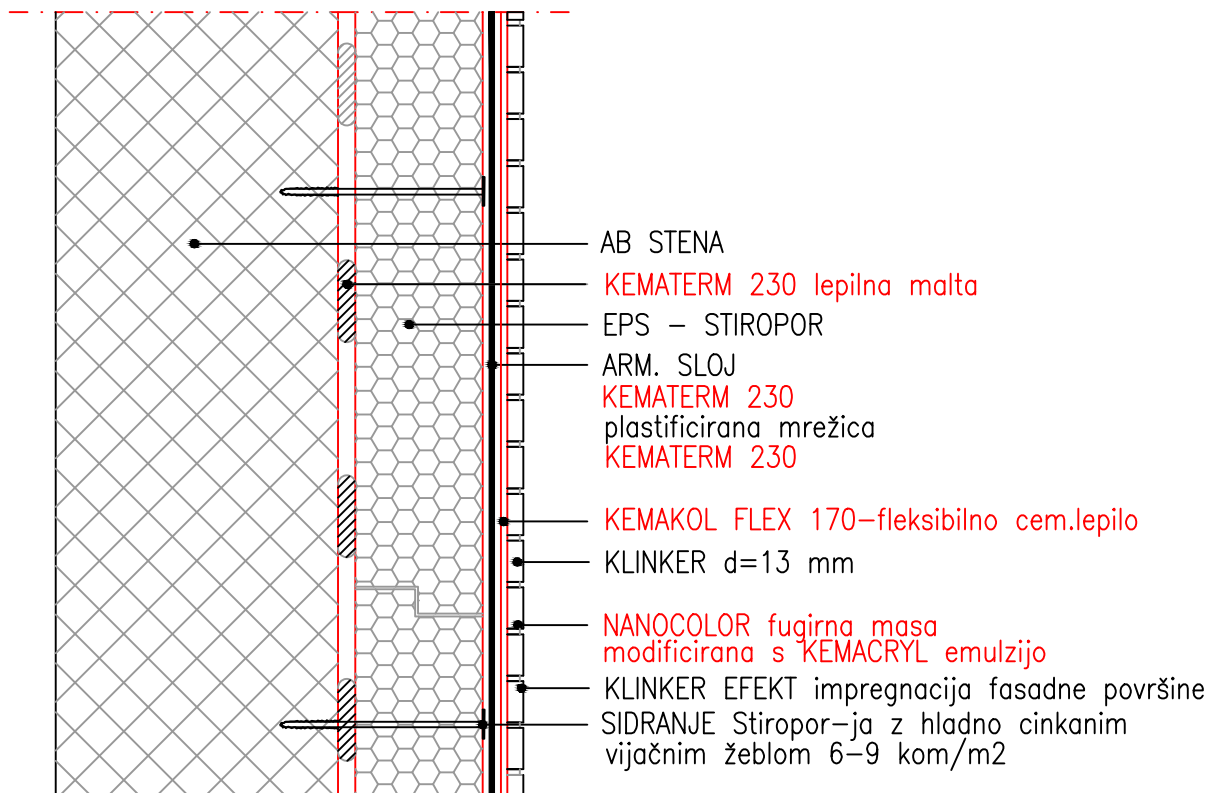 AB STENA
KEMATERM 230 lepilna malta
EPS - STIROPOR
ARM. SLOJ
KEMATERM 230
plastificirana mrežica
KEMATERM 230
KEMAKOL FLEX 170-fleksibilno cem.lepilo
KLINKER d=13 mm
NANOCOLOR fugirna masa
modificirana s KEMACRYL emulzijo
KLINKER EFEKT impregnacija fasadne površine
SIDRANJE Stiropor-ja z hladno cinkanim
vijačnim žeblom 6-9 kom/m2